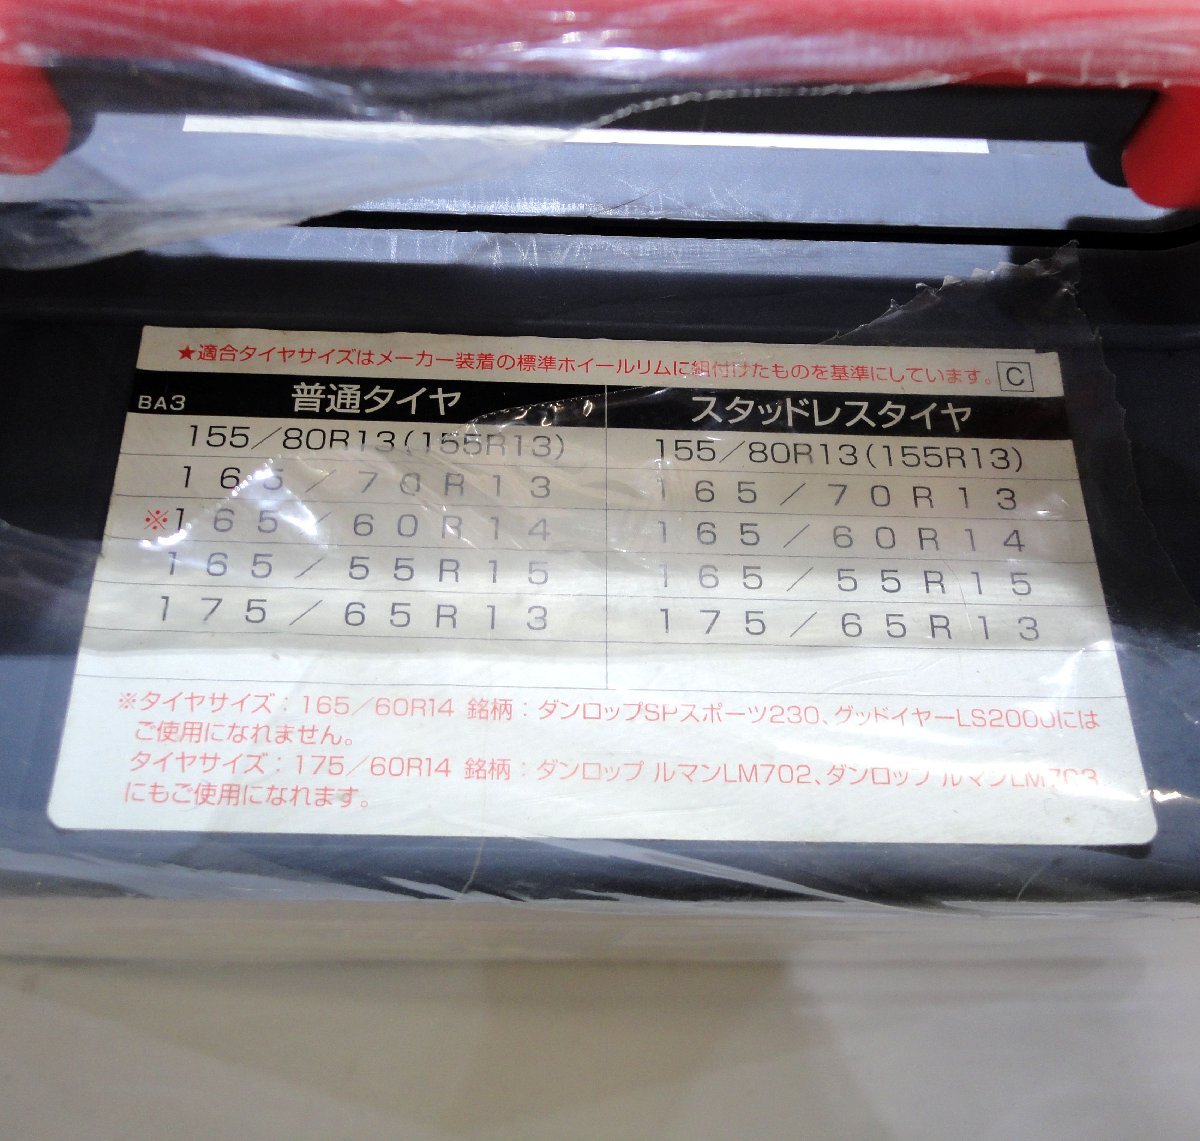 ★適合タイヤサイズはメーカー装着の標準ホイールリムに組付けたものを基準にしています。 C
BA3 普通タイヤ スタッドレスタイヤ
155/80R13(155R13) 155/80R13(155R13)
165/70R13 165/70R13
※165/60R14 165/60R14
165/55R15 165/55R15
175/65R13 175/65R13
※タイヤサイズ:165/60R14 銘柄:ダンロップSPスポーツ230、グッドイヤーLS2000には
ご使用になれません。
タイヤサイズ:175/60R14 銘柄:ダンロップ ルマンLM702、ダンロップ ルマンLM703
にもご使用になれます。